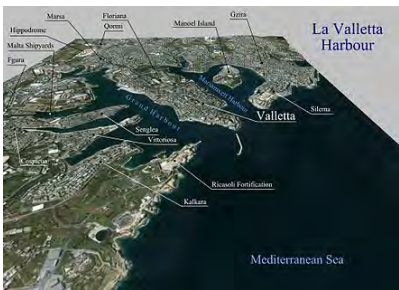 La Valletta
Harbour
Marsa
Floriana
Qormi
Manoel Island
Gzira
Hippodrome
Malta Shipyards
Fgura
Grand Harbour
Marsamxett Harbour
Sliema
Valletta
Senglea
Vittoriosa
Cospicua
Ricasoli Fortification
Kalkara
Mediterranean Sea